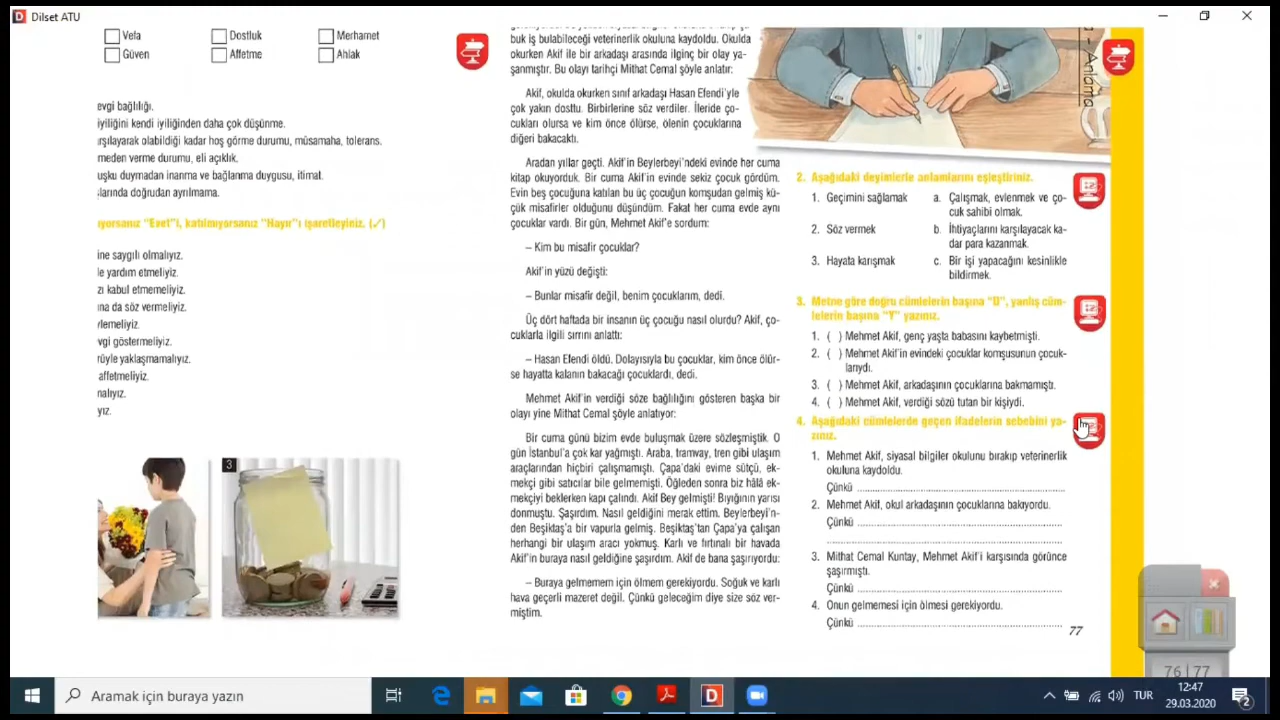 Dilset ATU
Vefa
Dostluk
Merhamet
Güven
Affetme
Ahlak
evgi bağlılığı.
iyiliğini kendi iyiliğinden daha çok düşünme.
rşılayarak olabildiği kadar hoş görme durumu, müsamaha, tolerans.
meden verme durumu, eli açıklık.
uşku duymadan inanma ve bağlanma duygusu, itimat.
larında doğrudan ayrılmama.
ıyorsanız "Evet"i, katılmıyorsanız "Hayır"ı işaretleyiniz. (✓)
ine saygılı olmalıyız.
le yardım etmeliyiz.
zı kabul etmemeliyiz.
na da söz vermeliyiz.
lemeliyiz.
vgi göstermeliyiz.
rüyle yaklaşmamalıyız.
affetmeliyiz.
malıyız.
yız.
3
buk iş bulabileceği veterinerlik okuluna kaydoldu. Okulda
okurken Akif ile bir arkadaşı arasında ilginç bir olay ya-
şanmıştır. Bu olayı tarihçi Mithat Cemal şöyle anlatır:
Akif, okulda okurken sınıf arkadaşı Hasan Efendi'yle
çok yakın dosttu. Birbirlerine söz verdiler. İleride ço-
cukları olursa ve kim önce ölürse, ölenin çocuklarına
diğeri bakacaktı.
Aradan yıllar geçti. Akif'in Beylerbeyi'ndeki evinde her cuma
kitap okuyorduk. Bir cuma Akif'in evinde sekiz çocuk gördüm.
Evin beş çocuğuna katılan bu üç çocuğun komşudan gelmiş kü-
çük misafirler olduğunu düşündüm. Fakat her cuma evde aynı
çocuklar vardı. Bir gün, Mehmet Akif'e sordum:
– Kim bu misafir çocuklar?
Akif'in yüzü değişti:
– Bunlar misafir değil, benim çocuklarım, dedi.
Üç dört haftada bir insanın üç çocuğu nasıl olurdu? Akif, ço-
cuklarla ilgili sırrını anlattı:
– Hasan Efendi öldü. Dolayısıyla bu çocuklar, kim önce ölür-
se hayatta kalanın bakacağı çocuklardı, dedi.
Mehmet Akif'in verdiği söze bağlılığını gösteren başka bir
olayı yine Mithat Cemal şöyle anlatıyor:
Bir cuma günü bizim evde buluşmak üzere sözleşmiştik. O
gün İstanbul'a çok kar yağmıştı. Araba, tramvay, tren gibi ulaşım
araçlarından hiçbiri çalışmamıştı. Çapa'daki evime sütçü, ek-
mekçi gibi satıcılar bile gelmemişti. Öğleden sonra biz hâlâ ek-
mekçiyi beklerken kapı çalındı. Akif Bey gelmişti! Bıyığının yarısı
donmuştu. Şaşırdım. Nasıl geldiğini merak ettim. Beylerbeyi'n-
den Beşiktaş'a bir vapurla gelmiş. Beşiktaş'tan Çapa'ya çalışan
herhangi bir ulaşım aracı yokmuş. Karlı ve fırtınalı bir havada
Akif'in buraya nasıl geldiğine şaşırdım. Akif de bana şaşırıyordu:
– Buraya gelmemem için ölmem gerekiyordu. Soğuk ve karlı
hava geçerli mazeret değil. Çünkü geleceğim diye size söz ver-
miştim.
- Anlama
2. Aşağıdaki deyimlerle anlamlarını eşleştiriniz.
1. Geçimini sağlamak
a. Çalışmak, evlenmek ve ço-
cuk sahibi olmak.
2. Söz vermek
b. İhtiyaçlarını karşılayacak ka-
dar para kazanmak.
3. Hayata karışmak
c. Bir işi yapacağını kesinlikle
bildirmek.
3. Metne göre doğru cümlelerin başına "D", yanlış cüm-
lelerin başına "Y" yazınız.
1. ( ) Mehmet Akif, genç yaşta babasını kaybetmişti.
2. ( ) Mehmet Akif'in evindeki çocuklar komşusunun çocuk-
larıydı.
3. ( ) Mehmet Akif, arkadaşının çocuklarına bakmamıştı.
4. ( ) Mehmet Akif, verdiği sözü tutan bir kişiydi.
4. Aşağıdaki cümlelerde geçen ifadelerin sebebini ya-
zınız.
1. Mehmet Akif, siyasal bilgiler okulunu bırakıp veterinerlik
okuluna kaydoldu.
Çünkü
2. Mehmet Akif, okul arkadaşının çocuklarına bakıyordu.
Çünkü
3. Mithat Cemal Kuntay, Mehmet Akif'i karşısında görünce
şaşırmıştı.
Çünkü
4. Onun gelmemesi için ölmesi gerekiyordu.
Çünkü
77
76 | 77
Aramak için buraya yazın
TUR
12:47
29.03.2020
2